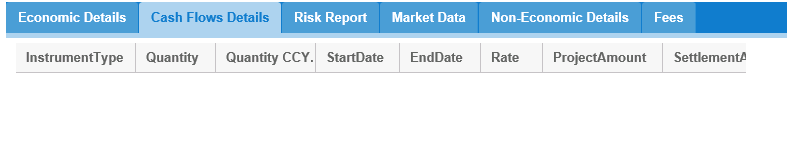 Economic Details Cash Flows Details Risk Report Market Data Non-Economic Details Fees
InstrumentType Quantity Quantity CCY. StartDate EndDate Rate ProjectAmount SettlementA